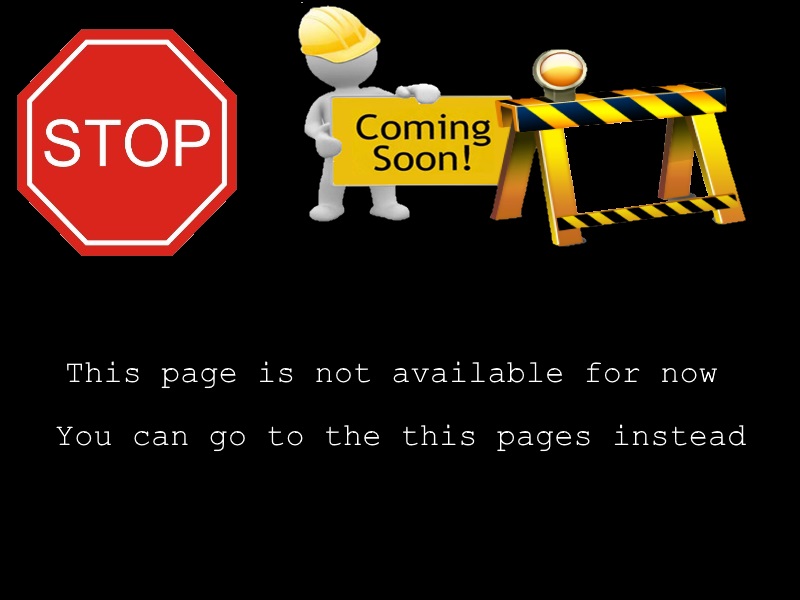 STOP
Coming
Soon!
This page is not available for now
You can go to the this pages instead